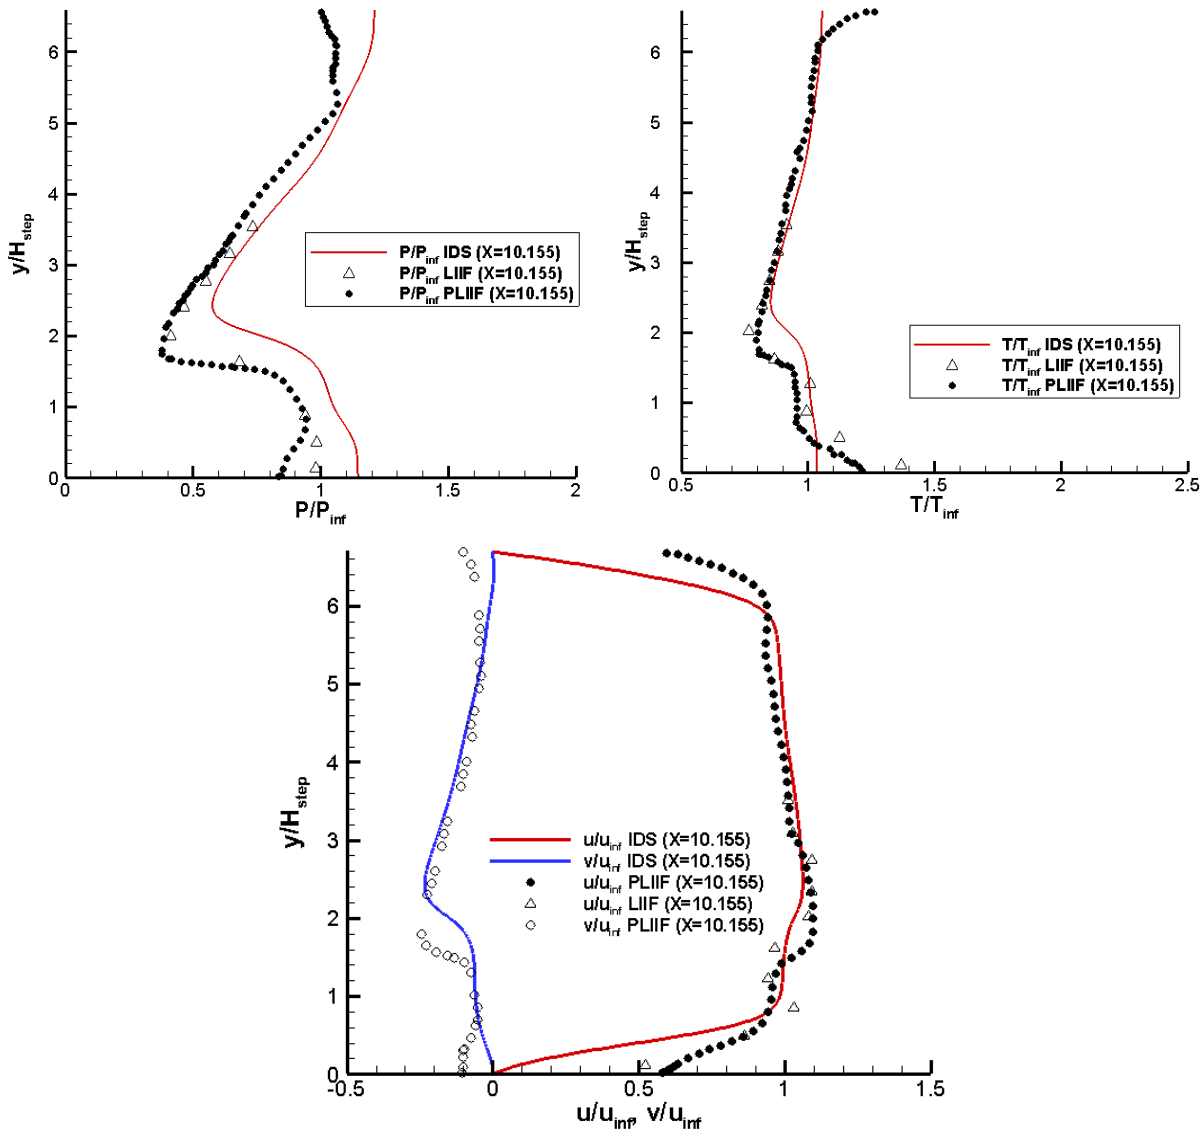 6
5
4
3
2
1
0
y/H_step
P/P_inf IDS (X=10.155)
P/P_inf LIIF (X=10.155)
P/P_inf PLIIF (X=10.155)
0 0.5 1 1.5 2
P/P_inf
6
5
4
3
2
1
0
y/H_step
T/T_inf IDS (X=10.155)
T/T_inf LIIF (X=10.155)
T/T_inf PLIIF (X=10.155)
0.5 1 1.5 2 2.5
T/T_inf
6
5
4
3
2
1
0
y/H_step
u/u_inf IDS (X=10.155)
v/u_inf IDS (X=10.155)
u/u_inf PLIIF (X=10.155)
u/u_inf LIIF (X=10.155)
v/u_inf PLIIF (X=10.155)
-0.5 0 0.5 1 1.5
u/u_inf, v/u_inf